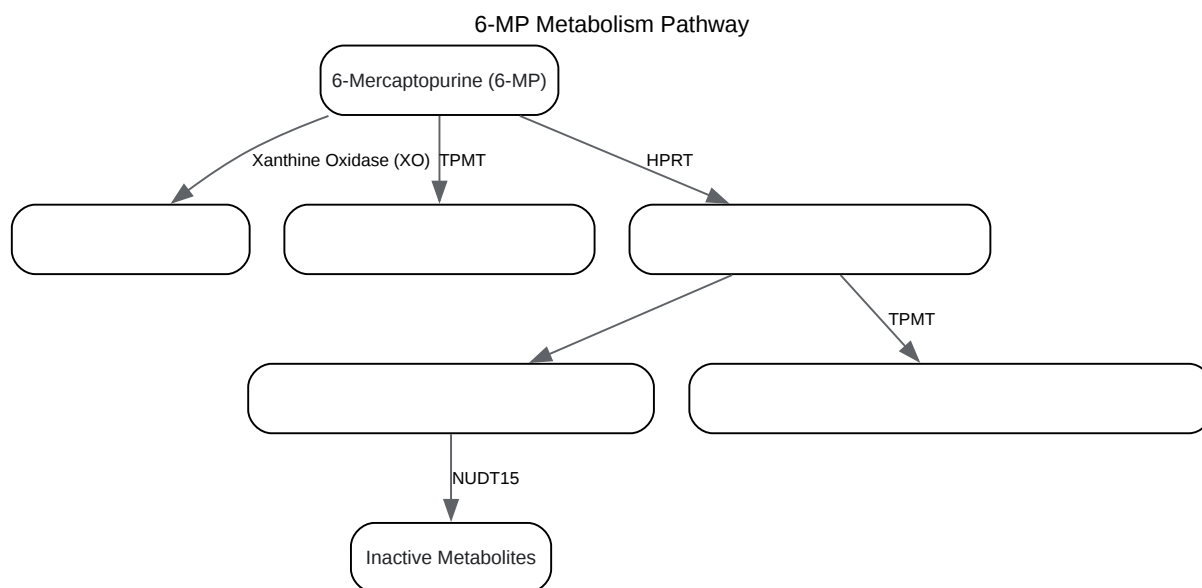 6-MP Metabolism Pathway
6-Mercaptopurine (6-MP)
Xanthine Oxidase (XO)
TPMT
HPRT
TPMT
NUDT15
Inactive Metabolites